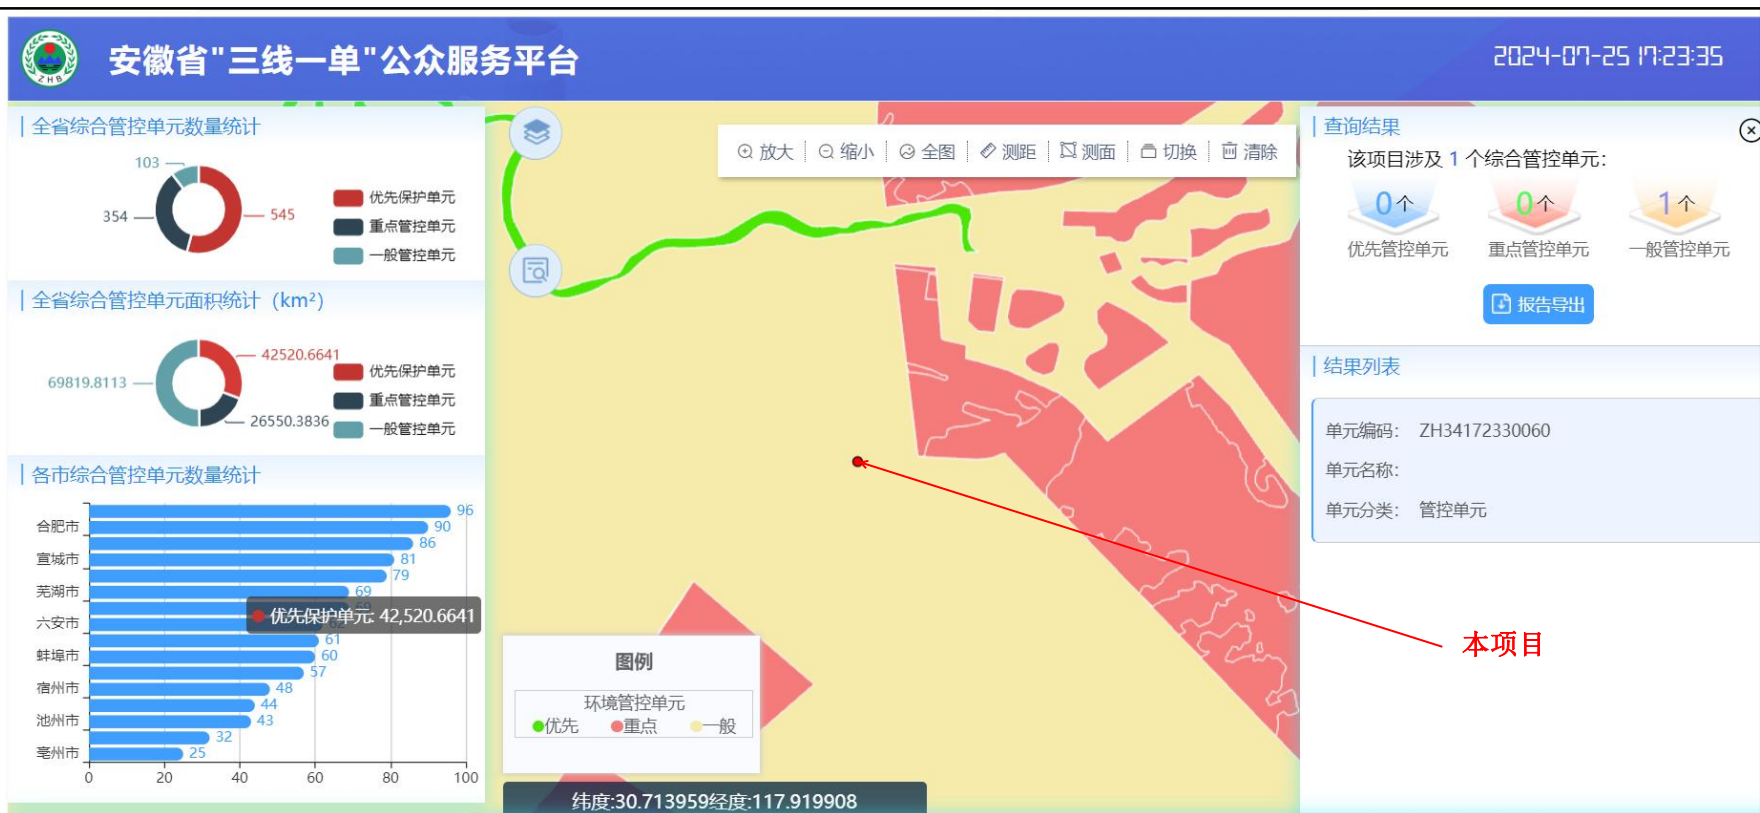 安徽省"三线一单"公众服务平台
2024-07-25 17:23:35
ZHB
全省综合管控单元数量统计
103
354
545
优先保护单元
重点管控单元
一般管控单元
全省综合管控单元面积统计（km²）
42520.6641
69819.8113
26550.3836
优先保护单元
重点管控单元
一般管控单元
各市综合管控单元数量统计
96
合肥市 90
86
宣城市 81
79
芜湖市 69
六安市
优先保护单元: 42,520.6641
61
蚌埠市 60
57
宿州市 48
44
池州市 43
32
亳州市 25
0 20 40 60 80 100
放大 缩小 全图 测距 测面 切换 清除
图例
环境管控单元
优先 重点 一般
纬度:30.713959经度:117.919908
本项目
查询结果
该项目涉及 1 个综合管控单元：
0个 0个 1个
优先管控单元 重点管控单元 一般管控单元
报告导出
结果列表
单元编码： ZH34172330060
单元名称：
单元分类： 管控单元